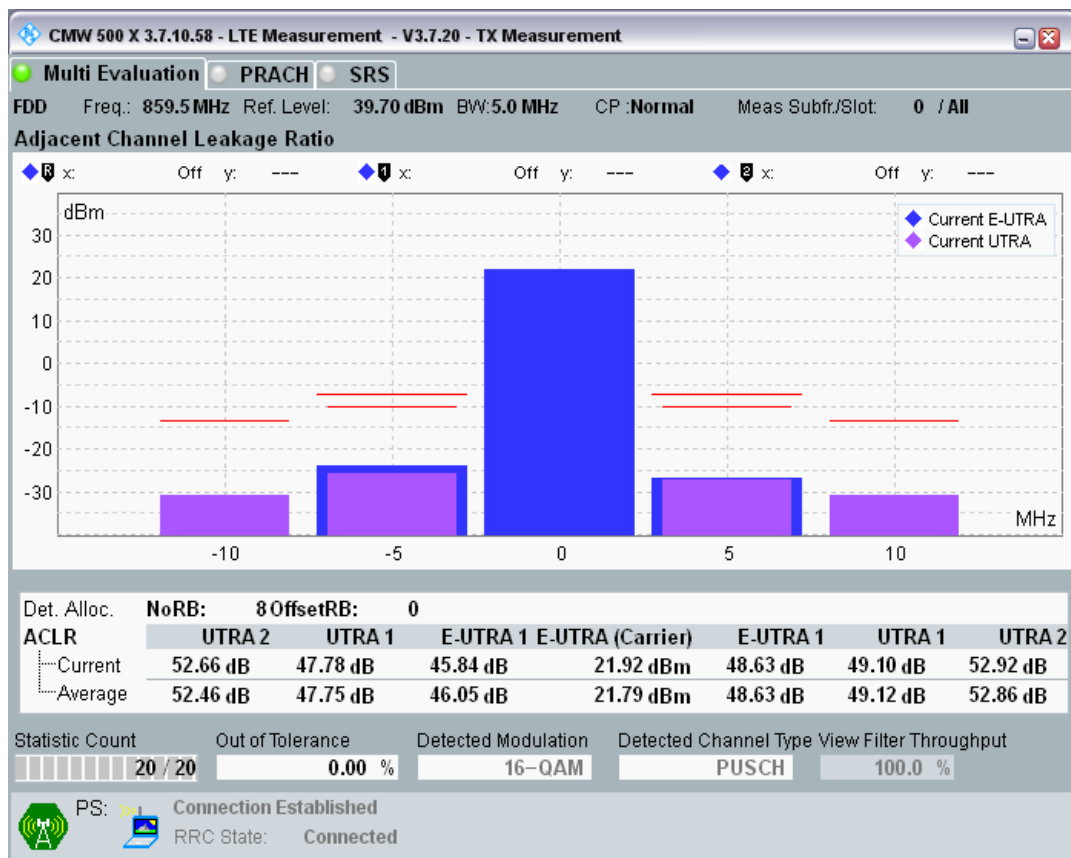 CMW 500 X 3.7.10.58 - LTE Measurement - V3.7.20 - TX Measurement
Multi Evaluation PRACH SRS
FDD Freq.: 859.5 MHz Ref. Level: 39.70 dBm BW:5.0 MHz CP :Normal Meas Subfr./Slot: 0 / All
Adjacent Channel Leakage Ratio
R x: Off y: --- 1 x: Off y: --- 2 x: Off y: ---
dBm
Current E-UTRA
Current UTRA
30
20
10
0
-10
-20
-30
MHz
-10 -5 0 5 10
Det. Alloc. NoRB: 8 OffsetRB: 0
ACLR UTRA 2 UTRA 1 E-UTRA 1 E-UTRA (Carrier) E-UTRA 1 UTRA 1 UTRA 2
Current 52.66 dB 47.78 dB 45.84 dB 21.92 dBm 48.63 dB 49.10 dB 52.92 dB
Average 52.46 dB 47.75 dB 46.05 dB 21.79 dBm 48.63 dB 49.12 dB 52.86 dB
Statistic Count Out of Tolerance Detected Modulation Detected Channel Type View Filter Throughput
20 / 20 0.00 % 16-QAM PUSCH 100.0 %
PS: Connection Established
RRC State: Connected